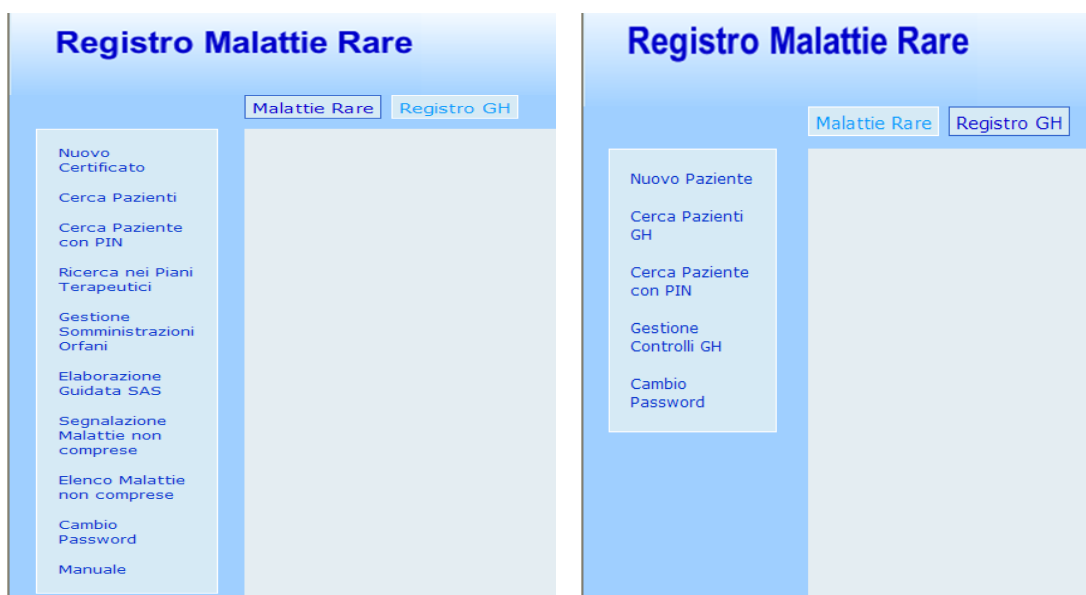 Registro Malattie Rare
Malattie Rare Registro GH
Nuovo
Certificato
Cerca Pazienti
Cerca Paziente
con PIN
Ricerca nei Piani
Terapeutici
Gestione
Somministrazioni
Orfani
Elaborazione
Guidata SAS
Segnalazione
Malattie non
comprese
Elenco Malattie
non comprese
Cambio
Password
Manuale
Registro Malattie Rare
Malattie Rare Registro GH
Nuovo Paziente
Cerca Pazienti
GH
Cerca Paziente
con PIN
Gestione
Controlli GH
Cambio
Password